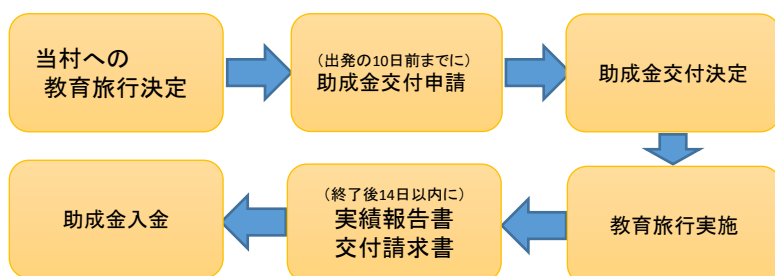 当村への
教育旅行決定
（出発の10日前までに）
助成金交付申請
助成金交付決定
教育旅行実施
（終了後14日以内に）
実績報告書
交付請求書
助成金入金